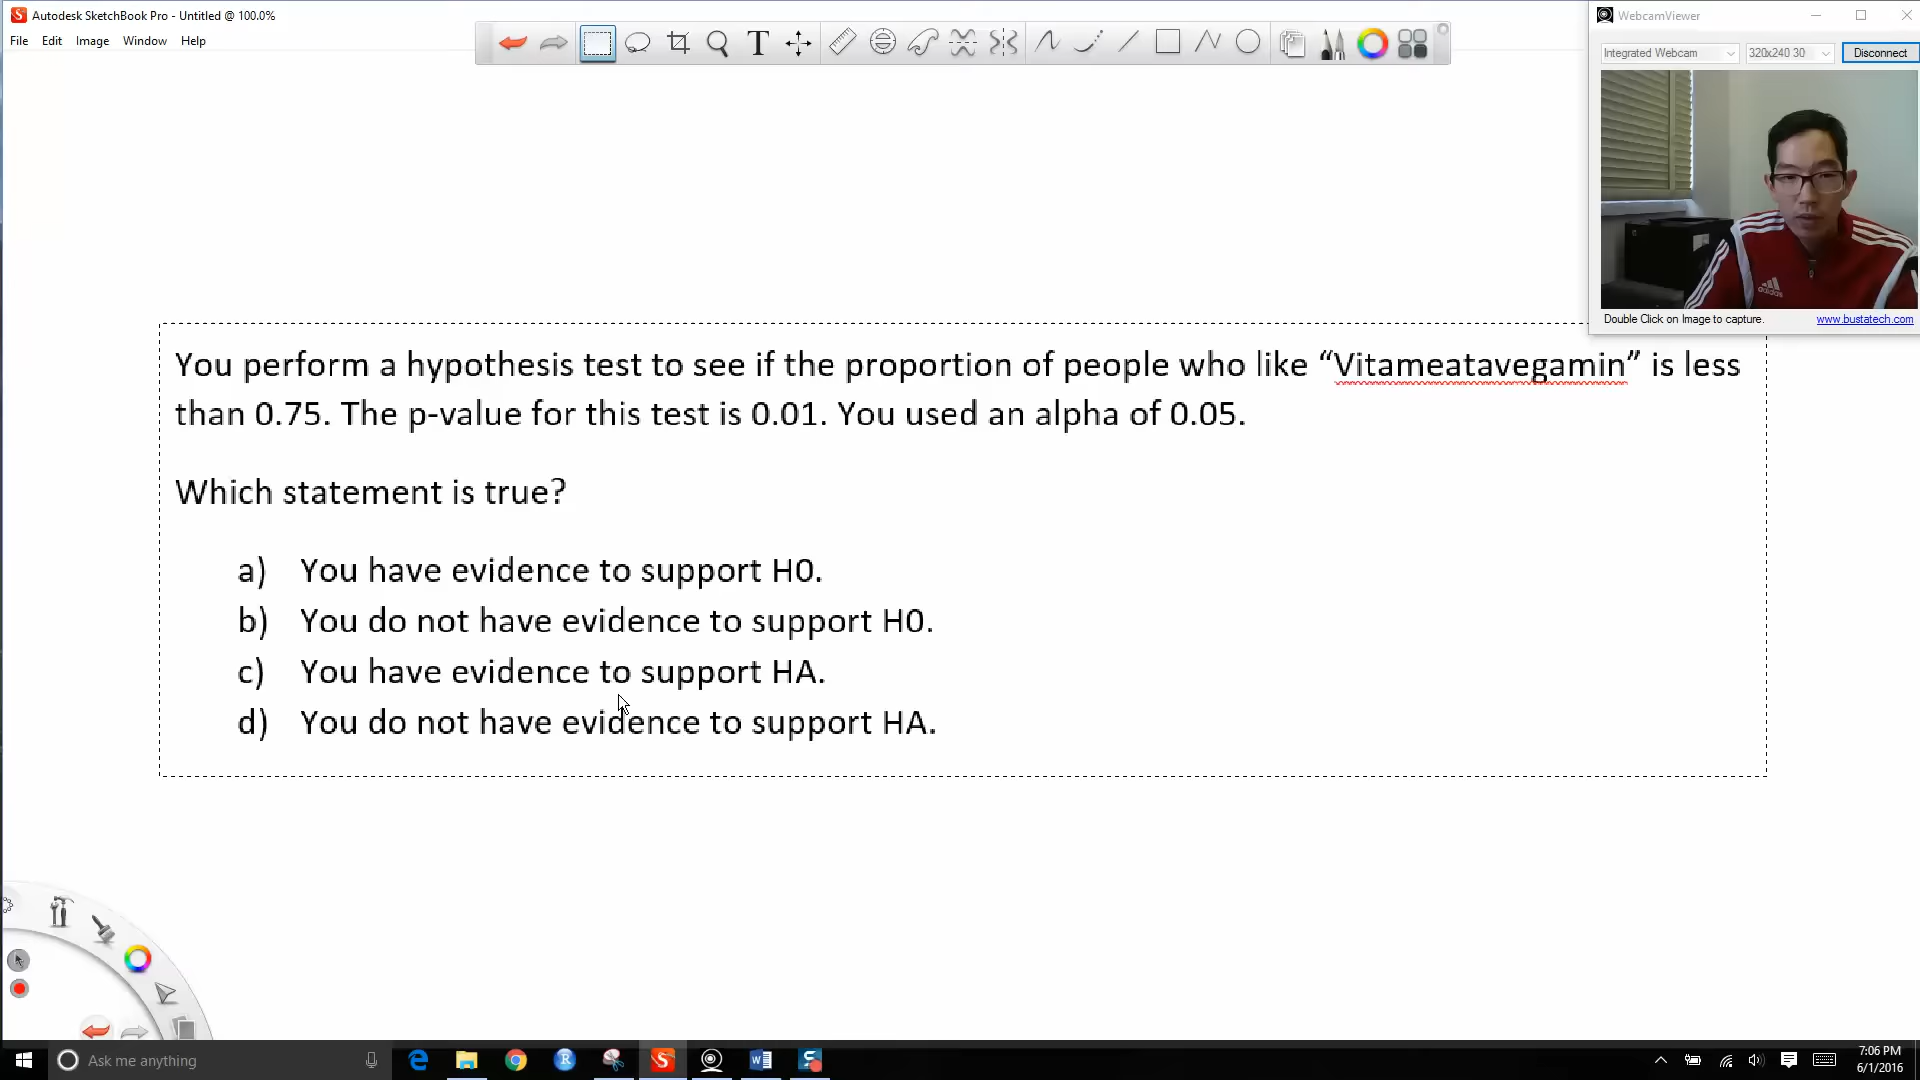 Autodesk SketchBook Pro - Untitled @ 100.0%
File Edit Image Window Help
T
WebcamViewer
Integrated Webcam 320x240 30 Disconnect
adidas
Double Click on Image to capture. www.bustatech.com
You perform a hypothesis test to see if the proportion of people who like “Vitameatavegamin” is less
than 0.75. The p-value for this test is 0.01. You used an alpha of 0.05.
Which statement is true?
a) You have evidence to support H0.
b) You do not have evidence to support H0.
c) You have evidence to support HA.
d) You do not have evidence to support HA.
Ask me anything
7:06 PM
6/1/2016